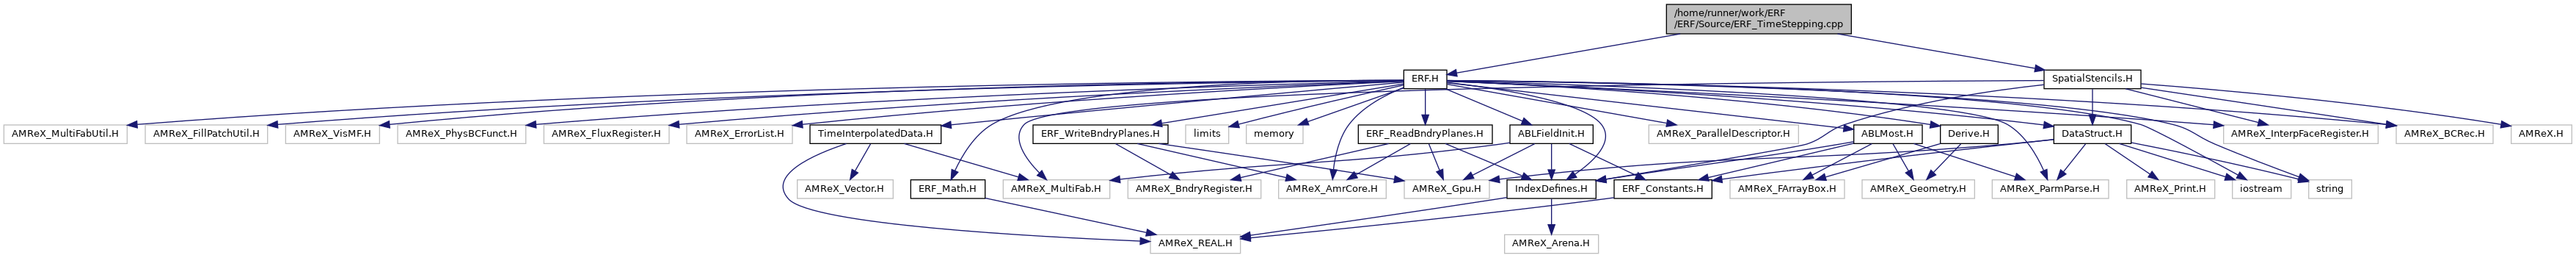 /home/runner/work/ERF
/ERF/Source/ERF_TimeStepping.cpp
ERF.H
SpatialStencils.H
AMReX_MultiFabUtil.H
AMReX_FillPatchUtil.H
AMReX_VisMF.H
AMReX_PhysBCFunct.H
AMReX_FluxRegister.H
AMReX_ErrorList.H
TimeInterpolatedData.H
ERF_WriteBndryPlanes.H
limits
memory
ERF_ReadBndryPlanes.H
ABLFieldInit.H
AMReX_ParallelDescriptor.H
ABLMost.H
Derive.H
DataStruct.H
AMReX_InterpFaceRegister.H
AMReX_BCRec.H
AMReX.H
AMReX_Vector.H
ERF_Math.H
AMReX_MultiFab.H
AMReX_BndryRegister.H
AMReX_AmrCore.H
AMReX_Gpu.H
IndexDefines.H
ERF_Constants.H
AMReX_FArrayBox.H
AMReX_Geometry.H
AMReX_ParmParse.H
AMReX_Print.H
iostream
string
AMReX_REAL.H
AMReX_Arena.H